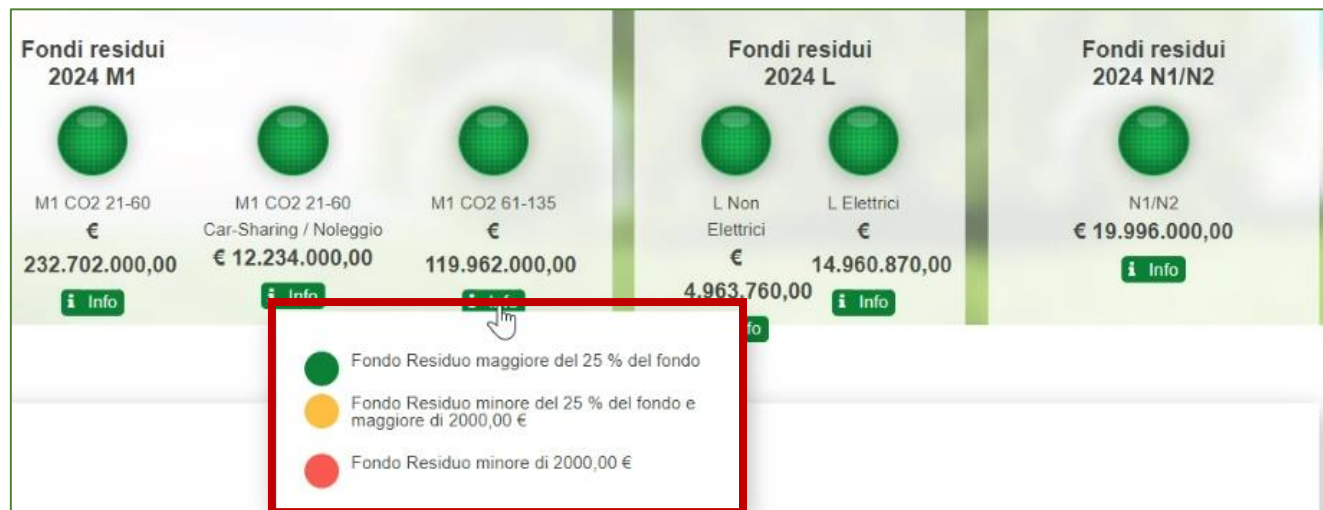 Fondi residui
2024 M1
M1 CO2 21-60
€
232.702.000,00
i Info
M1 CO2 21-60
Car-Sharing / Noleggio
€ 12.234.000,00
i Info
M1 CO2 61-135
€
119.962.000,00
i Info
Fondi residui
2024 L
L Non
Elettrici
€
4.963.760,00
fo
L Elettrici
€
14.960.870,00
i Info
Fondi residui
2024 N1/N2
N1/N2
€ 19.996.000,00
i Info
Fondo Residuo maggiore del 25 % del fondo
Fondo Residuo minore del 25 % del fondo e
maggiore di 2000,00 €
Fondo Residuo minore di 2000,00 €